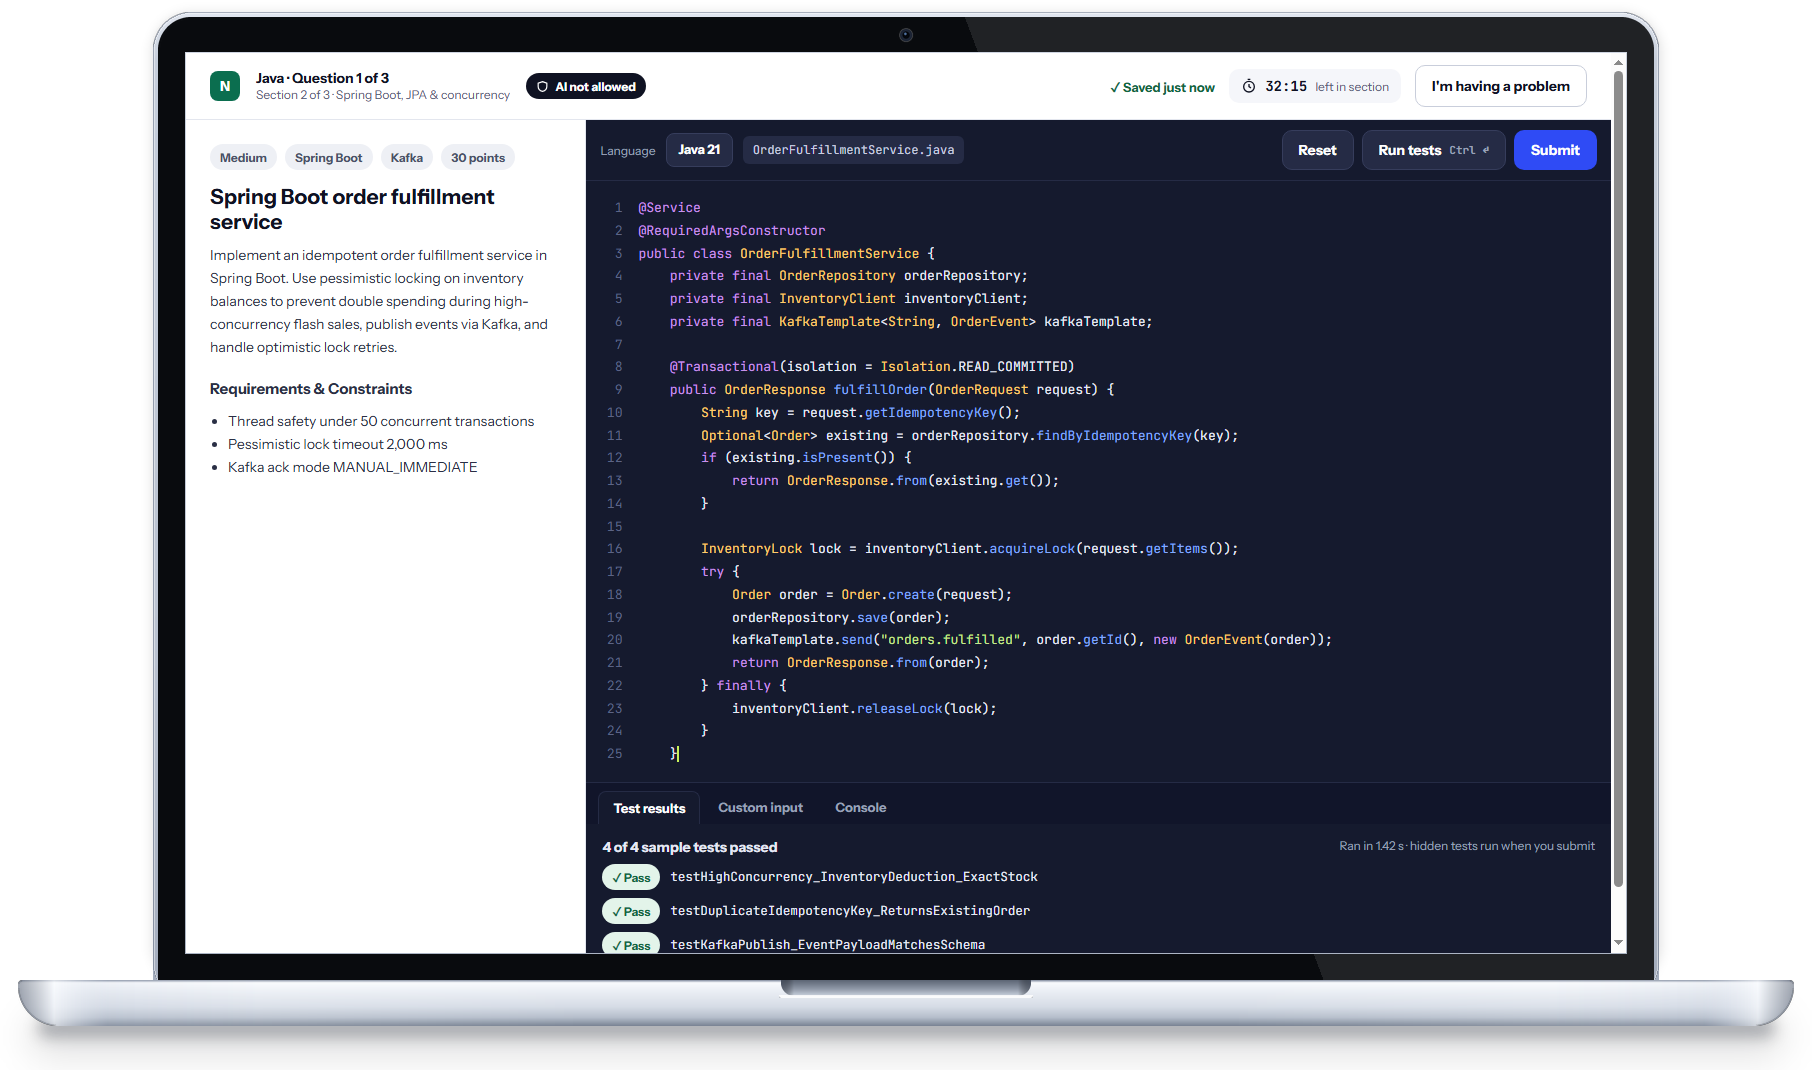 N
Java · Question 1 of 3
Section 2 of 3 · Spring Boot, JPA & concurrency
AI not allowed
✓ Saved just now
32:15 left in section
I'm having a problem
Medium
Spring Boot
Kafka
30 points
Spring Boot order fulfillment
service
Implement an idempotent order fulfillment service in
Spring Boot. Use pessimistic locking on inventory
balances to prevent double spending during high-
concurrency flash sales, publish events via Kafka, and
handle optimistic lock retries.
Requirements & Constraints
• Thread safety under 50 concurrent transactions
• Pessimistic lock timeout 2,000 ms
• Kafka ack mode MANUAL_IMMEDIATE
Language
Java 21
OrderFulfillmentService.java
Reset
Run tests Ctrl ⏎
Submit
1 @Service
2 @RequiredArgsConstructor
3 public class OrderFulfillmentService {
4     private final OrderRepository orderRepository;
5     private final InventoryClient inventoryClient;
6     private final KafkaTemplate<String, OrderEvent> kafkaTemplate;
7
8     @Transactional(isolation = Isolation.READ_COMMITTED)
9     public OrderResponse fulfillOrder(OrderRequest request) {
10         String key = request.getIdempotencyKey();
11         Optional<Order> existing = orderRepository.findByIdempotencyKey(key);
12         if (existing.isPresent()) {
13             return OrderResponse.from(existing.get());
14         }
15
16         InventoryLock lock = inventoryClient.acquireLock(request.getItems());
17         try {
18             Order order = Order.create(request);
19             orderRepository.save(order);
20             kafkaTemplate.send("orders.fulfilled", order.getId(), new OrderEvent(order));
21             return OrderResponse.from(order);
22         } finally {
23             inventoryClient.releaseLock(lock);
24         }
25     }
Test results
Custom input
Console
4 of 4 sample tests passed
Ran in 1.42 s · hidden tests run when you submit
✓ Pass testHighConcurrency_InventoryDeduction_ExactStock
✓ Pass testDuplicateIdempotencyKey_ReturnsExistingOrder
✓ Pass testKafkaPublish_EventPayloadMatchesSchema